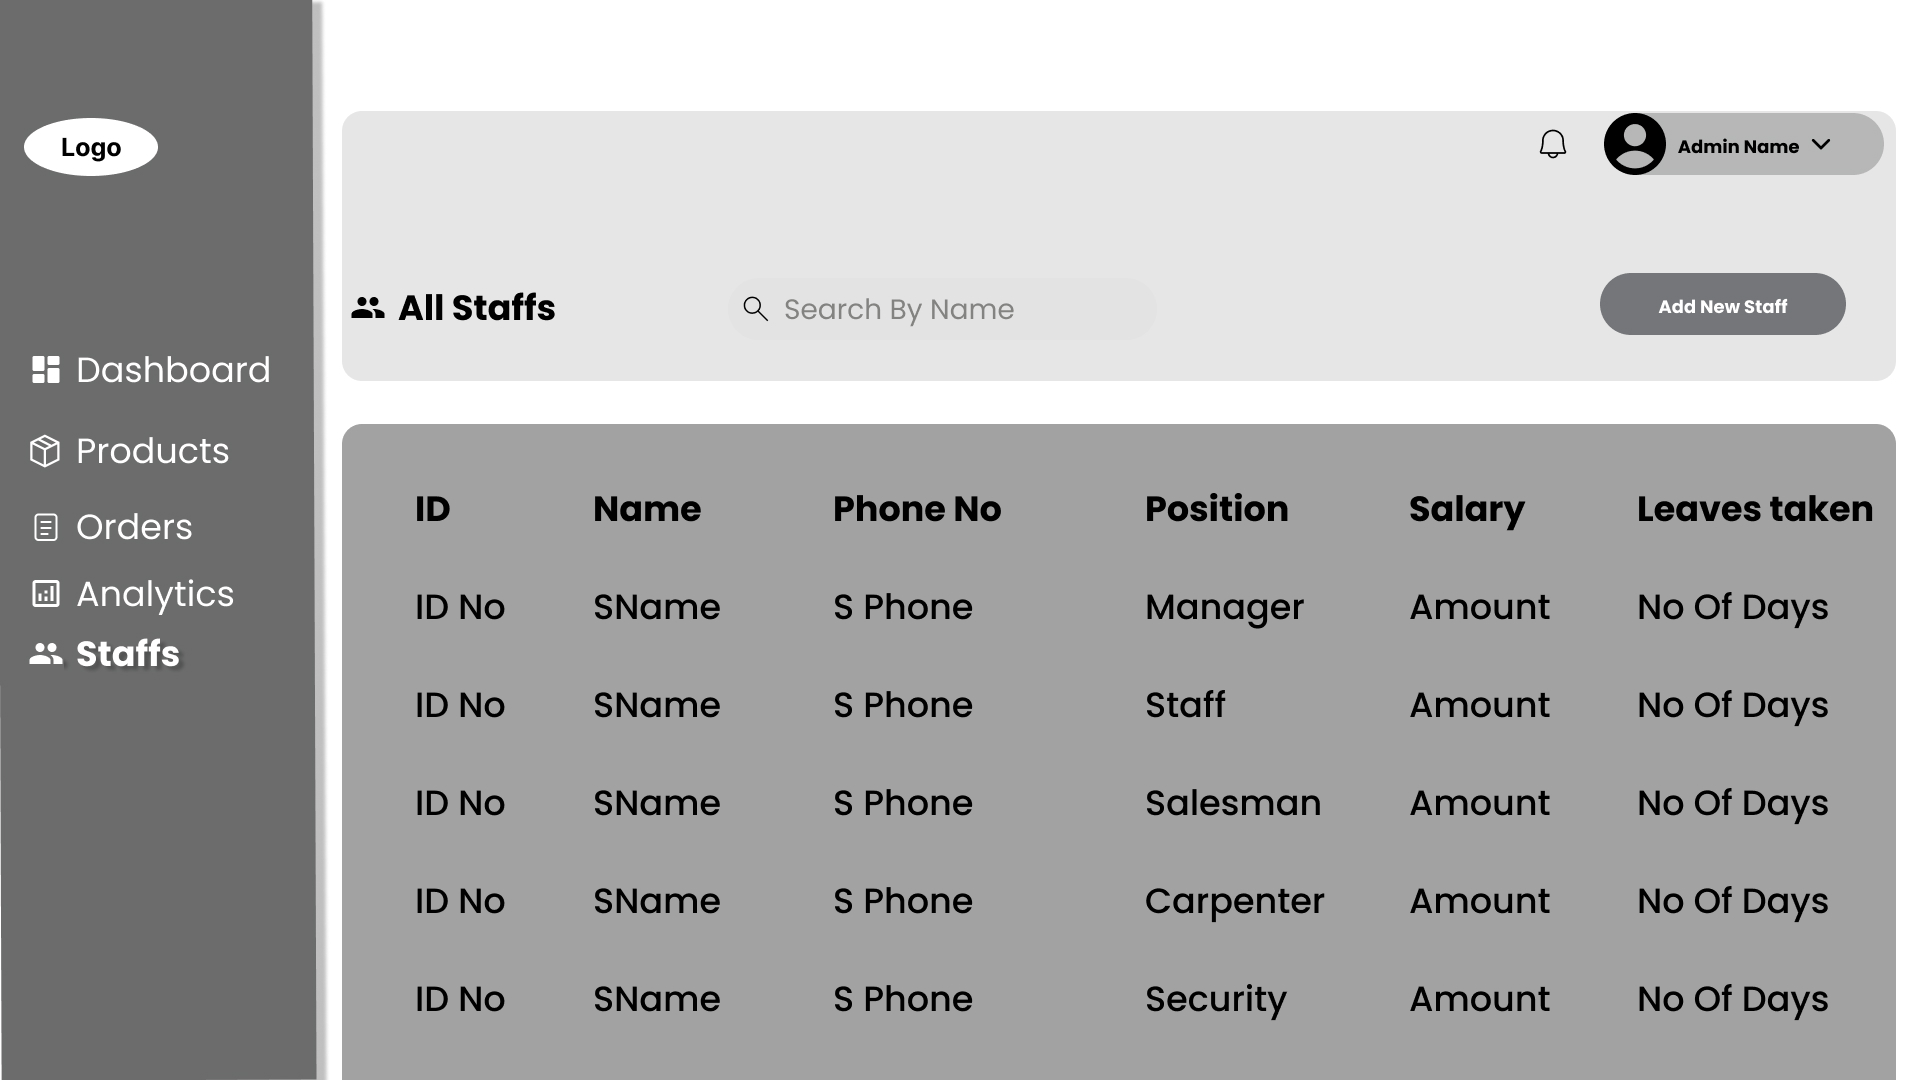 Logo
Dashboard
Products
Orders
Analytics
Staffs
Admin Name
All Staffs
Search By Name
Add New Staff
ID Name Phone No Position Salary Leaves taken
ID No SName S Phone Manager Amount No Of Days
ID No SName S Phone Staff Amount No Of Days
ID No SName S Phone Salesman Amount No Of Days
ID No SName S Phone Carpenter Amount No Of Days
ID No SName S Phone Security Amount No Of Days